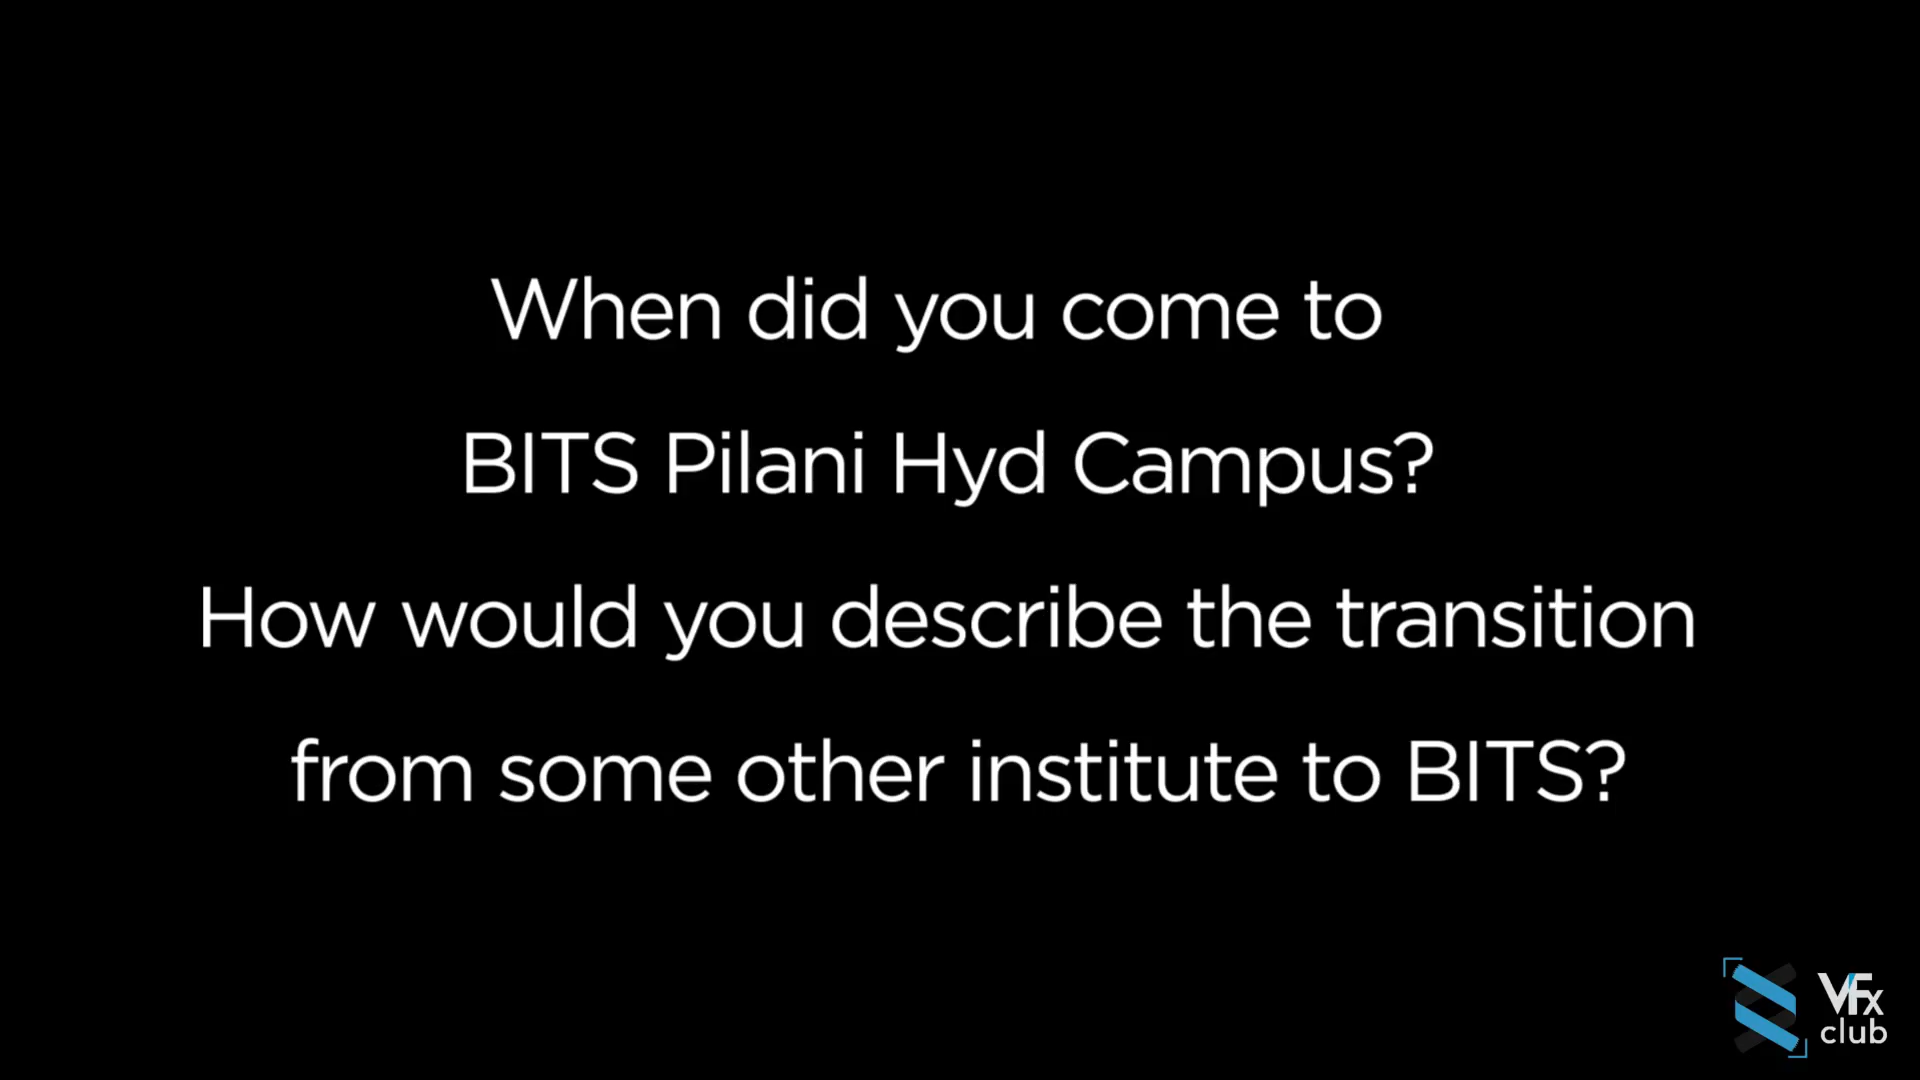 When did you come to
BITS Pilani Hyd Campus?
How would you describe the transition
from some other institute to BITS?
VFx
club